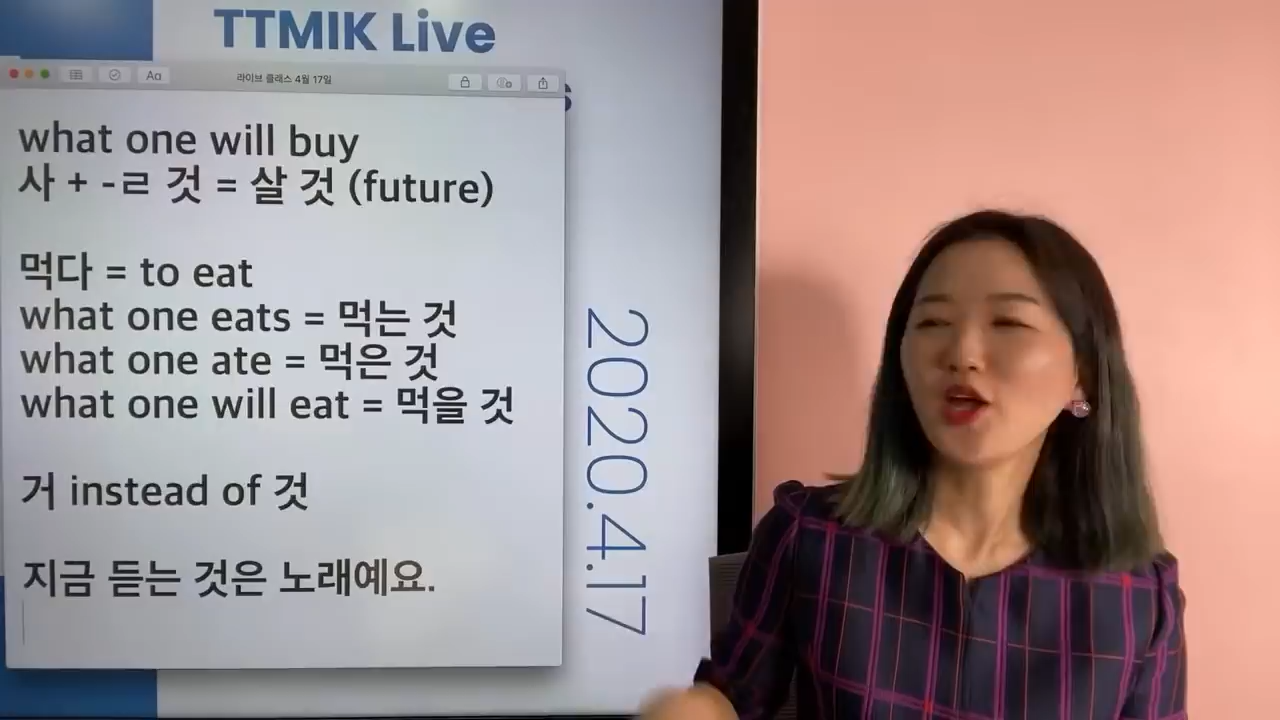 TTMIK Live
Aa
라이브 클래스 4월 17일
s
what one will buy
사 + -ㄹ 것 = 살 것 (future)
먹다 = to eat
what one eats = 먹는 것
what one ate = 먹은 것
what one will eat = 먹을 것
거 instead of 것
지금 듣는 것은 노래예요.
2020.4.17